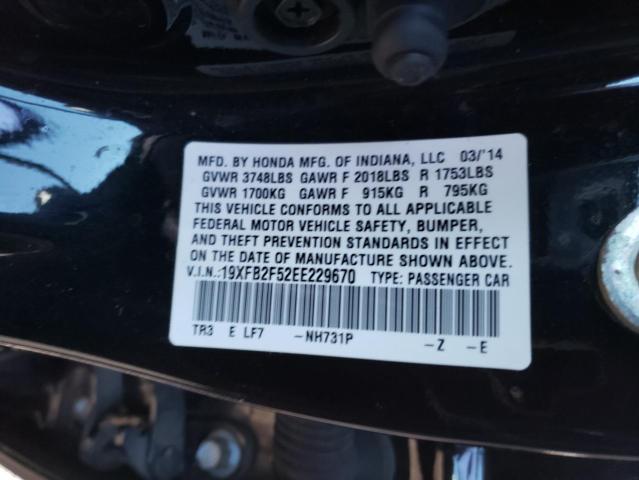 MFD. BY HONDA MFG. OF INDIANA, LLC 03/'14
GVWR 3748LBS GAWR F 2018LBS R 1753LBS
GVWR 1700KG GAWR F 915KG R 795KG
THIS VEHICLE CONFORMS TO ALL APPLICABLE
FEDERAL MOTOR VEHICLE SAFETY, BUMPER,
AND THEFT PREVENTION STANDARDS IN EFFECT
ON THE DATE OF MANUFACTURE SHOWN ABOVE.
V.I.N.:19XFB2F52EE229670 TYPE: PASSENGER CAR
TR3 E LF7 -NH731P -Z -E